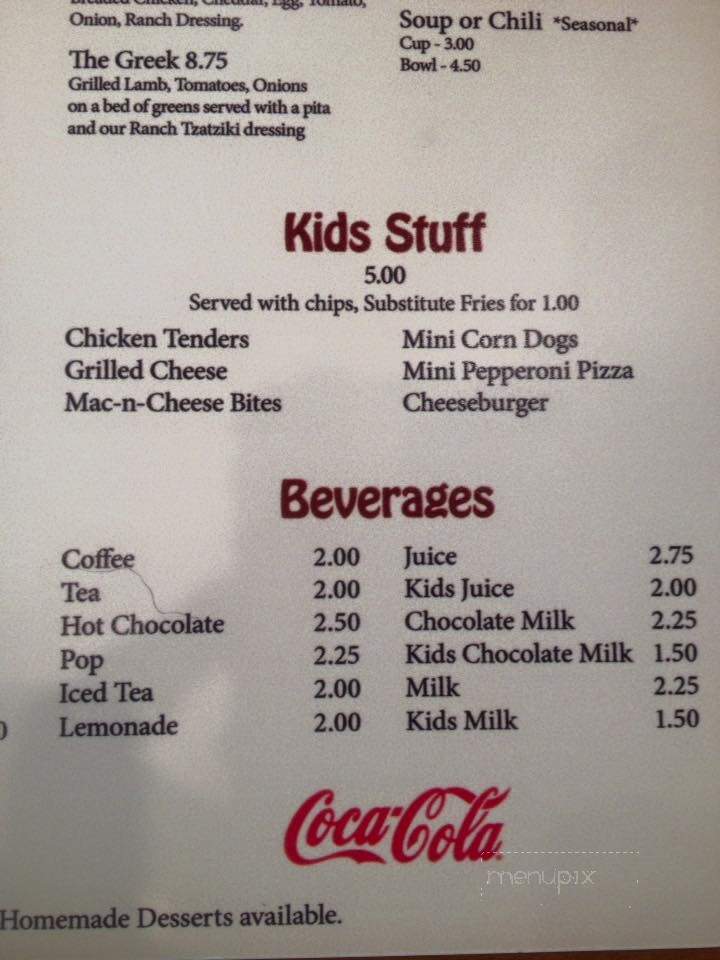 Breaded Chicken, Cheddar, Egg, Tomato,
Onion, Ranch Dressing.
The Greek 8.75
Grilled Lamb, Tomatoes, Onions
on a bed of greens served with a pita
and our Ranch Tzatziki dressing
Soup or Chili *Seasonal*
Cup - 3.00
Bowl - 4.50
Kids Stuff
5.00
Served with chips, Substitute Fries for 1.00
Chicken Tenders
Grilled Cheese
Mac-n-Cheese Bites
Mini Corn Dogs
Mini Pepperoni Pizza
Cheeseburger
Beverages
Coffee 2.00
Tea 2.00
Hot Chocolate 2.50
Pop 2.25
Iced Tea 2.00
Lemonade 2.00
Juice 2.75
Kids Juice 2.00
Chocolate Milk 2.25
Kids Chocolate Milk 1.50
Milk 2.25
Kids Milk 1.50
Coca-Cola
menupix
Homemade Desserts available.